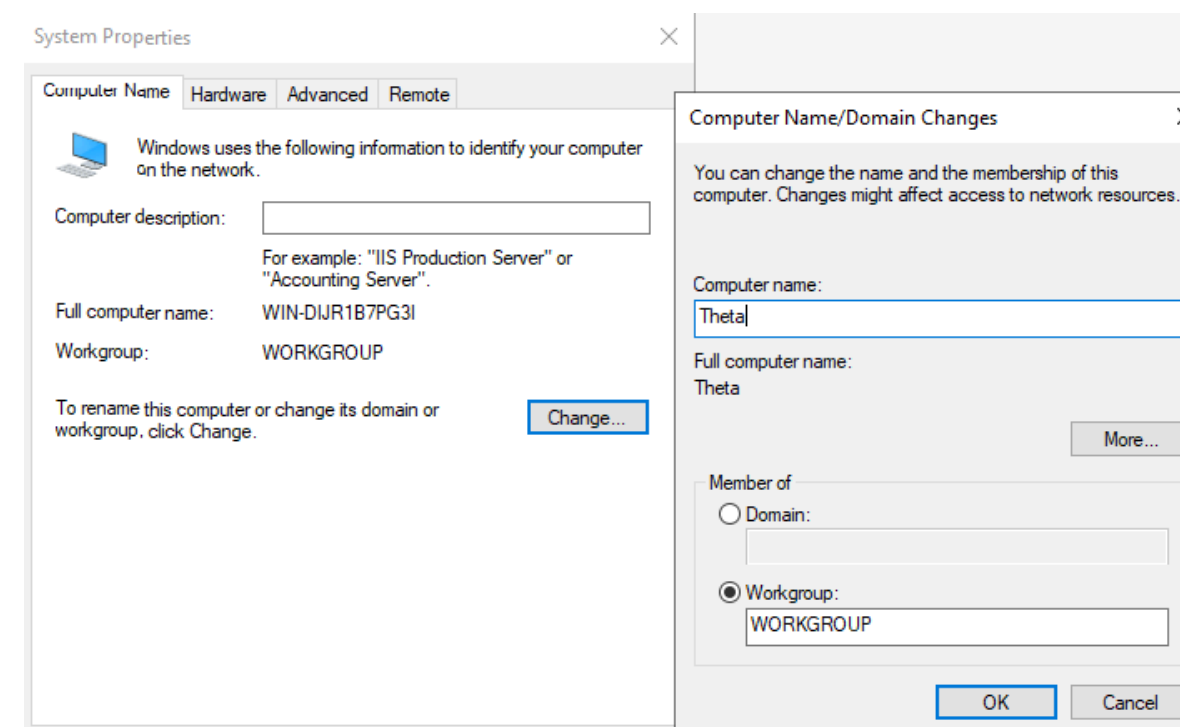 System Properties
Computer Name Hardware Advanced Remote
Windows uses the following information to identify your computer
on the network.
Computer description:
For example: "IIS Production Server" or
"Accounting Server".
Full computer name: WIN-DIJR1B7PG3I
Workgroup: WORKGROUP
To rename this computer or change its domain or
workgroup, click Change.
Change...
Computer Name/Domain Changes
You can change the name and the membership of this
computer. Changes might affect access to network resources.
Computer name:
Theta
Full computer name:
Theta
More...
Member of
Domain:
Workgroup:
WORKGROUP
OK Cancel